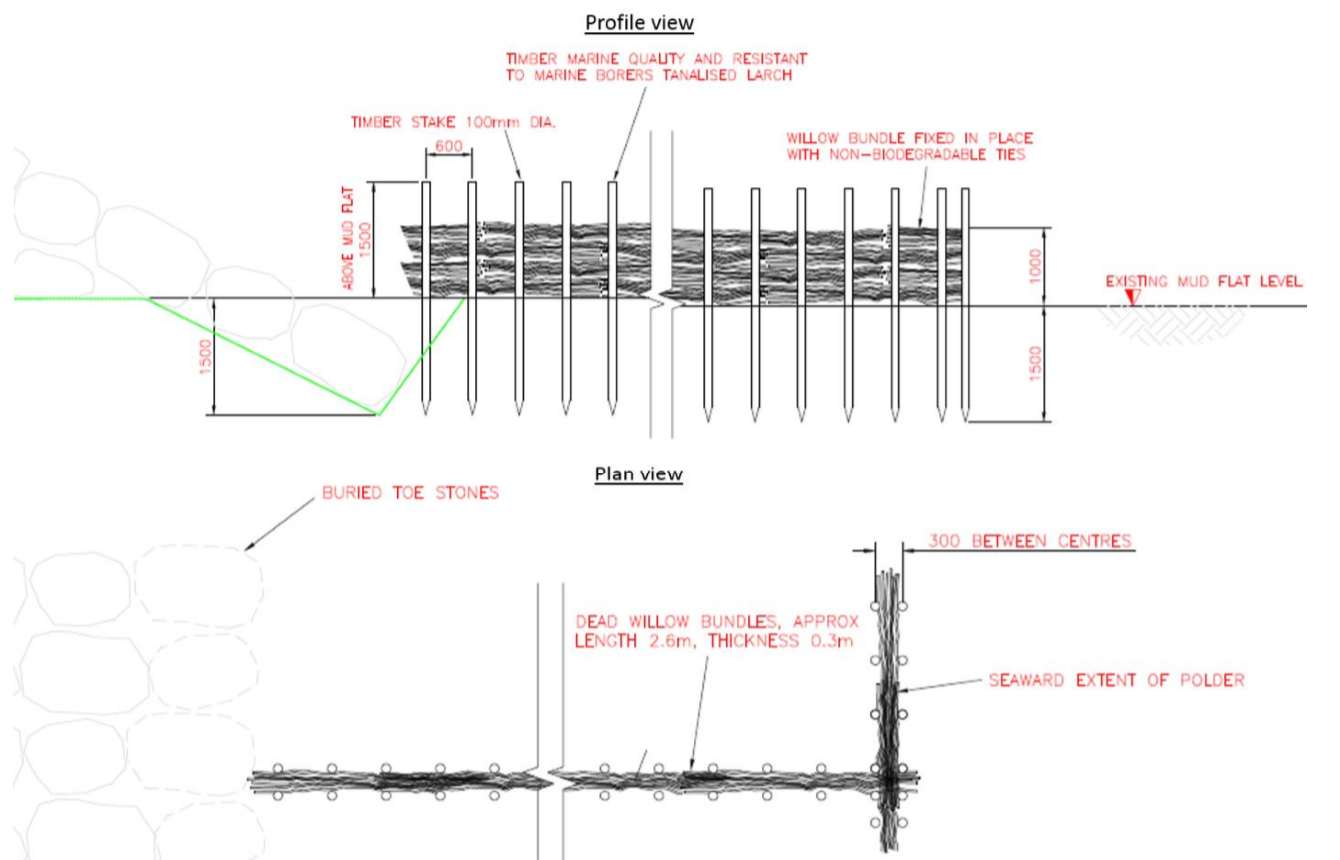 Profile view
TIMBER MARINE QUALITY AND RESISTANT
TO MARINE BORERS TANALISED LARCH
TIMBER STAKE 100mm DIA.
600
WILLOW BUNDLE FIXED IN PLACE
WITH NON-BIODEGRADABLE TIES
ABOVE MUD FLAT
1500
1000
EXISTING MUD FLAT LEVEL
1500
1500
Plan view
BURIED TOE STONES
300 BETWEEN CENTRES
DEAD WILLOW BUNDLES, APPROX
LENGTH 2.6m, THICKNESS 0.3m
SEAWARD EXTENT OF POLDER